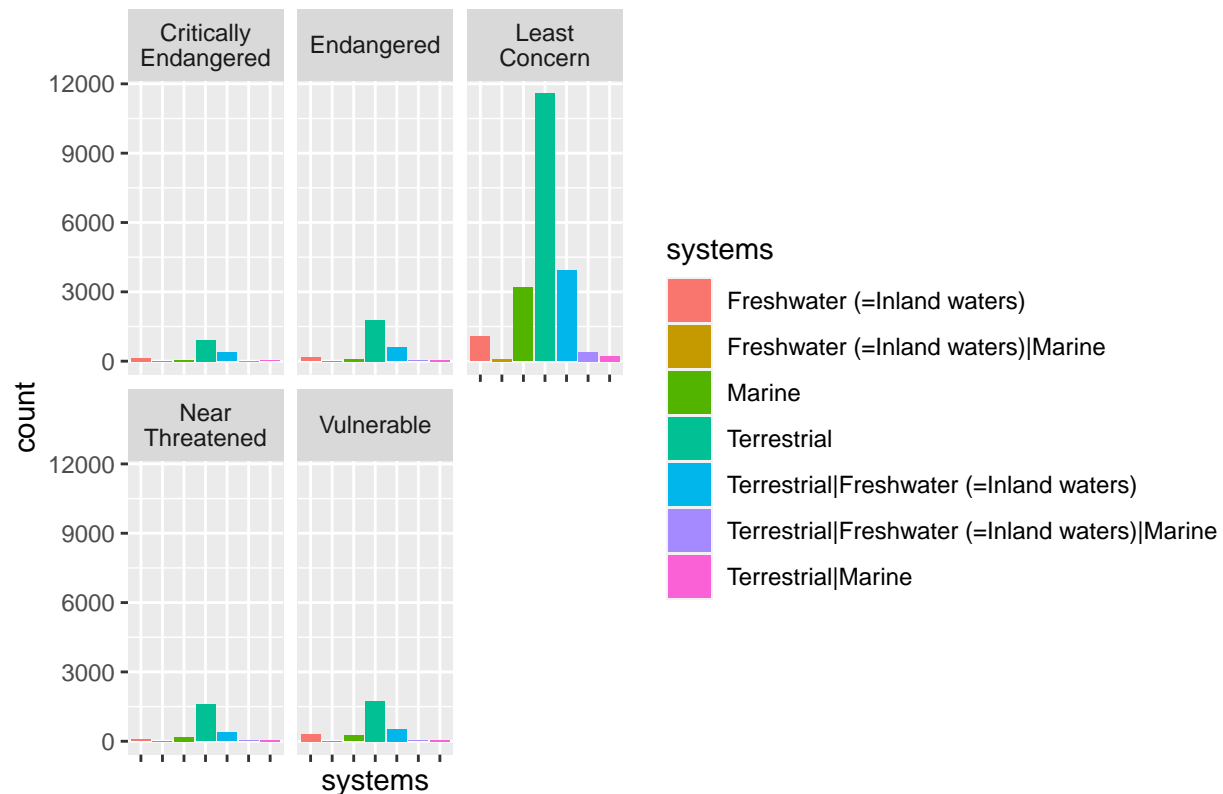 Critically
Endangered
Endangered
Least
Concern
12000
9000
6000
3000
0
Near
Threatened
Vulnerable
12000
9000
6000
3000
0
count
systems
systems
Freshwater (=Inland waters)
Freshwater (=Inland waters)|Marine
Marine
Terrestrial
Terrestrial|Freshwater (=Inland waters)
Terrestrial|Freshwater (=Inland waters)|Marine
Terrestrial|Marine